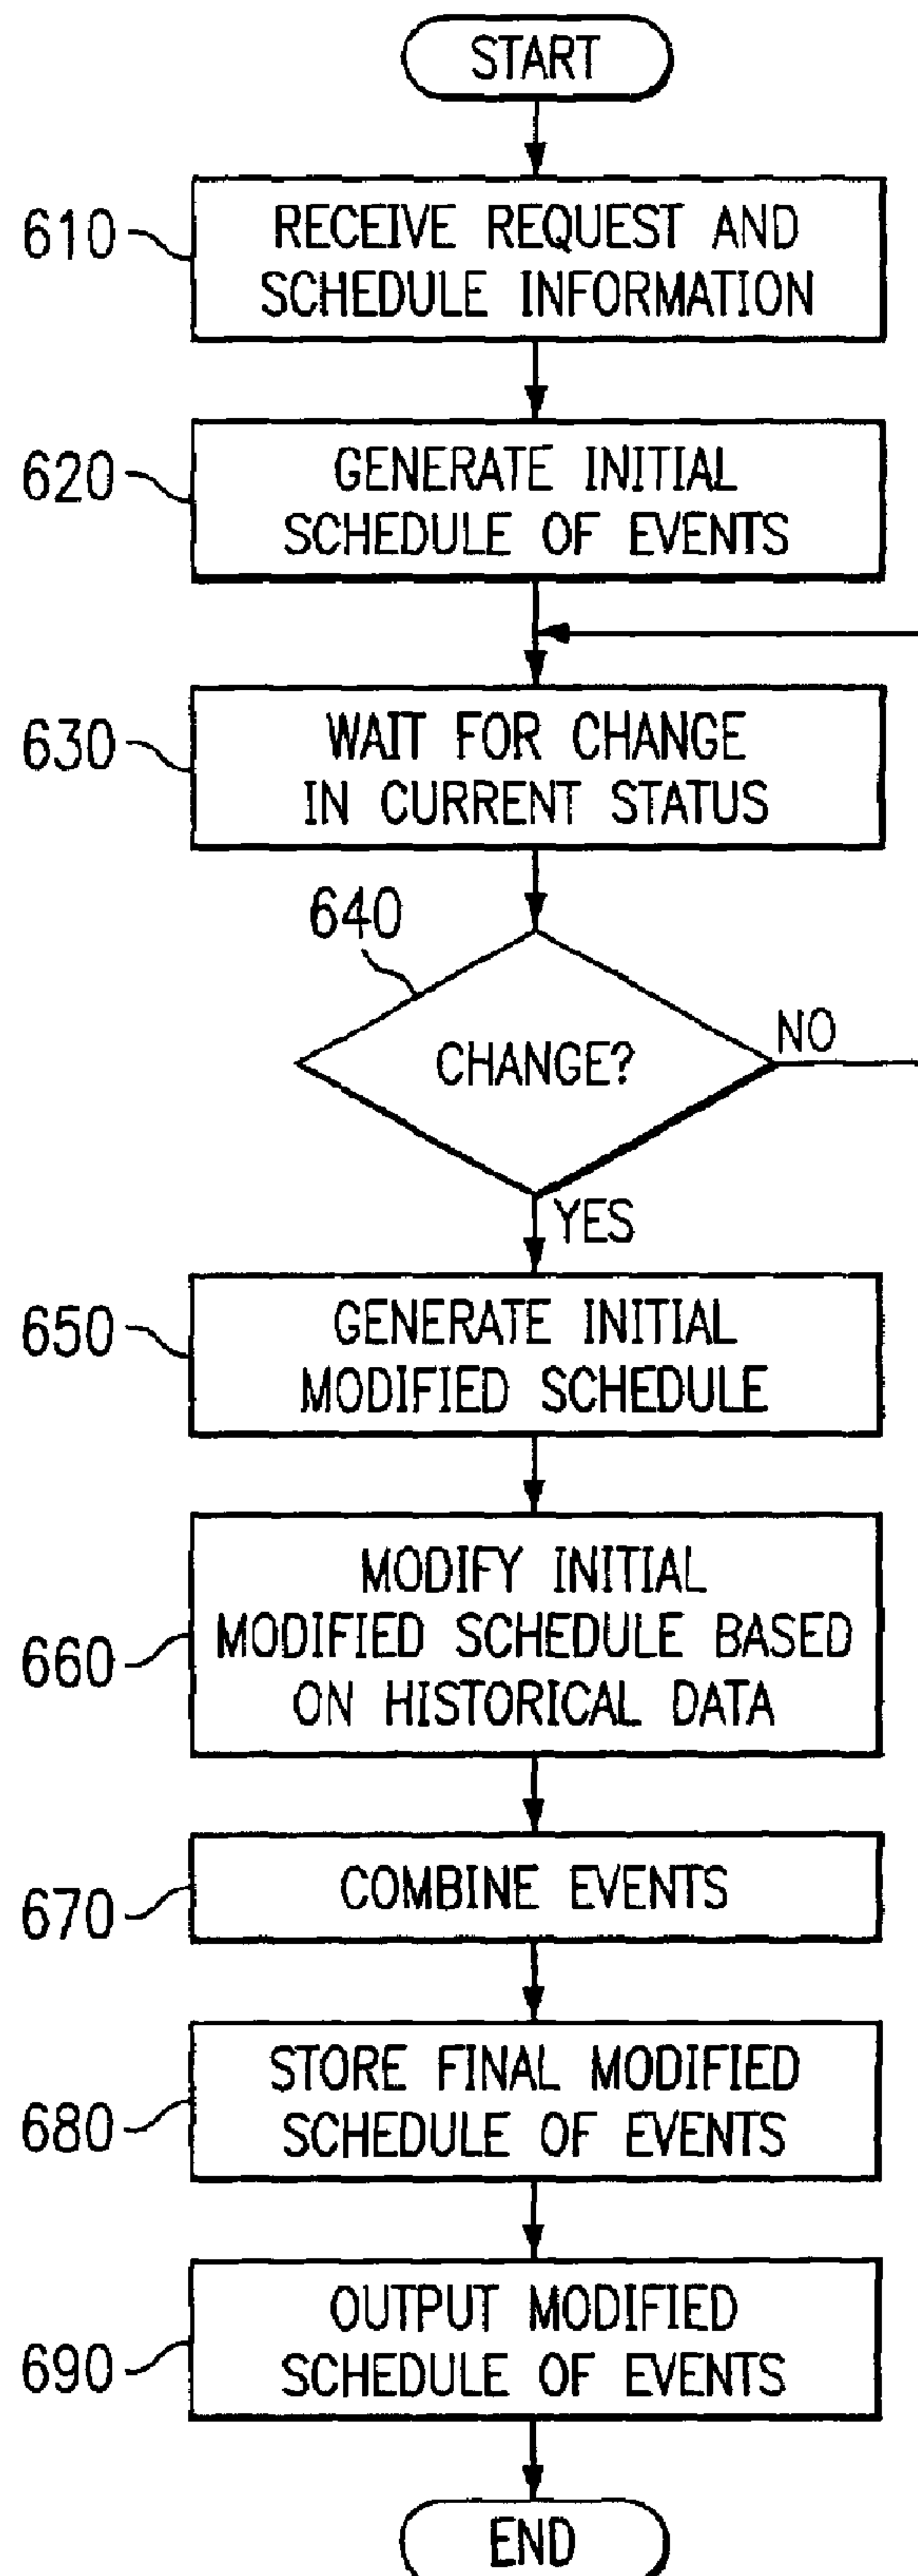 START
610
RECEIVE REQUEST AND
SCHEDULE INFORMATION
620
GENERATE INITIAL
SCHEDULE OF EVENTS
630
WAIT FOR CHANGE
IN CURRENT STATUS
640
CHANGE?
NO
YES
650
GENERATE INITIAL
MODIFIED SCHEDULE
660
MODIFY INITIAL
MODIFIED SCHEDULE BASED
ON HISTORICAL DATA
670
COMBINE EVENTS
680
STORE FINAL MODIFIED
SCHEDULE OF EVENTS
690
OUTPUT MODIFIED
SCHEDULE OF EVENTS
END